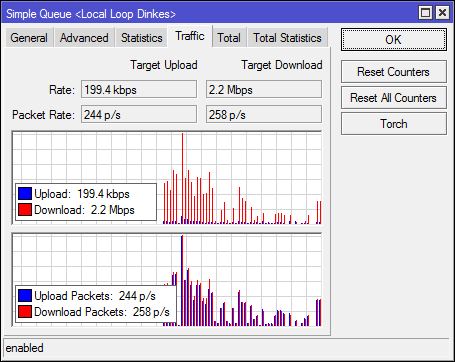 Simple Queue <Local Loop Dinkes>
General Advanced Statistics Traffic Total Total Statistics
Target Upload Target Download
Rate: 199.4 kbps 2.2 Mbps
Packet Rate: 244 p/s 258 p/s
Upload: 199.4 kbps
Download: 2.2 Mbps
Upload Packets: 244 p/s
Download Packets: 258 p/s
OK
Reset Counters
Reset All Counters
Torch
enabled